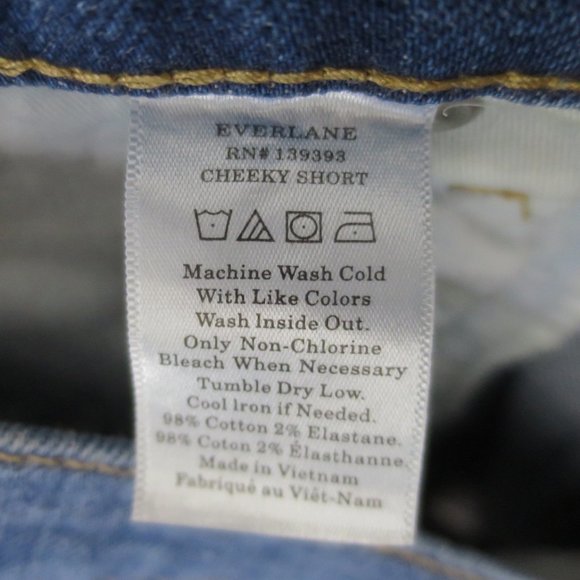 EVERLANE
RN# 139393
CHEEKY SHORT
Machine Wash Cold
With Like Colors
Wash Inside Out.
Only Non-Chlorine
Bleach When Necessary
Tumble Dry Low.
Cool Iron if Needed.
98% Cotton 2% Elastane.
98% Coton 2% Élasthanne.
Made in Vietnam
Fabriqué au Viêt-Nam